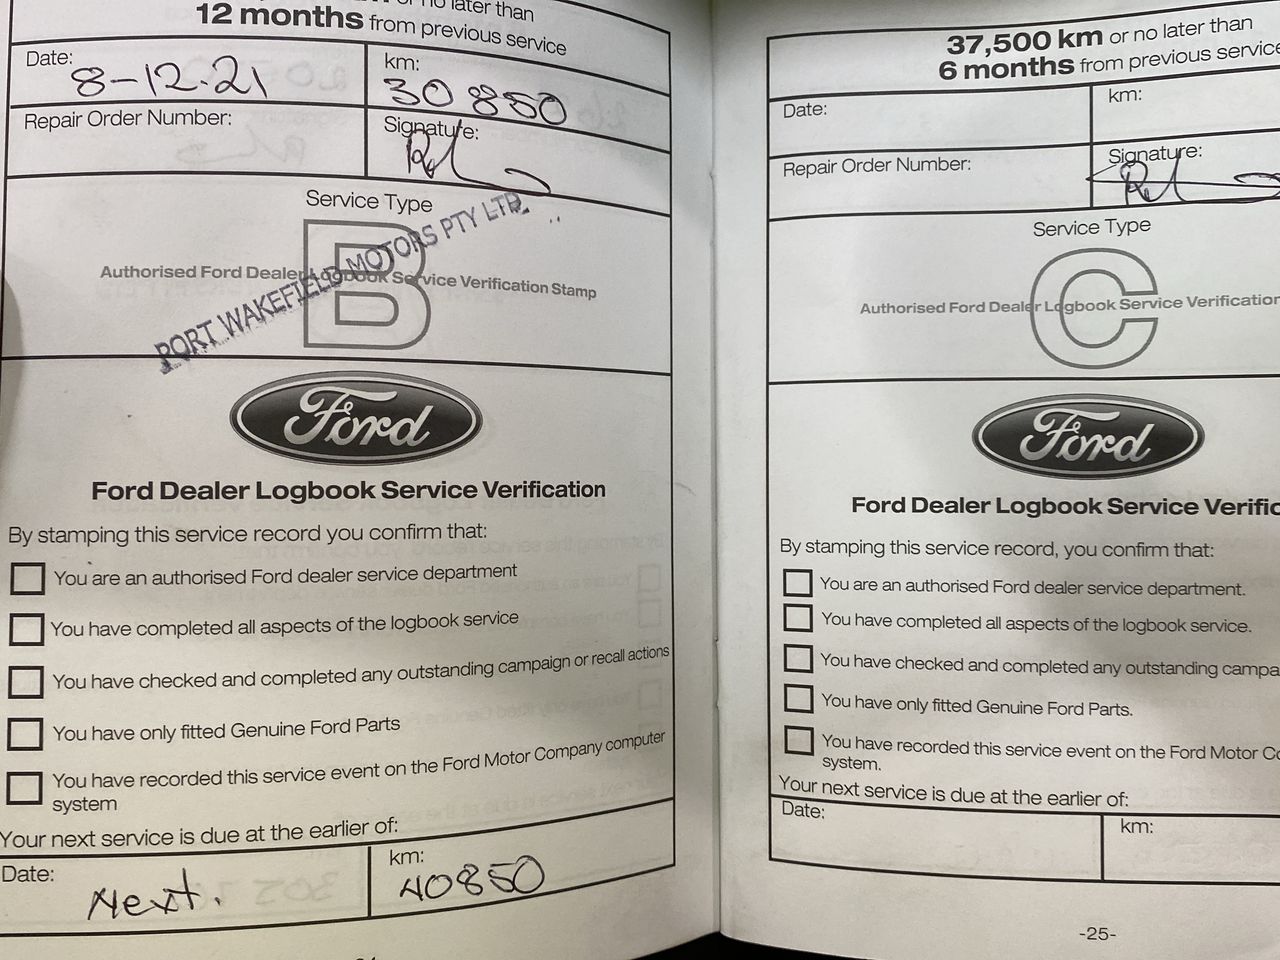 or no later than
12 months from previous service
Date:
8-12.21
km:
30850
Repair Order Number:
Signature:
Service Type
B
Authorised Ford Dealer Logbook Service Verification Stamp
PORT WAKEFIELD MOTORS PTY LTD.
Ford
Ford Dealer Logbook Service Verification
By stamping this service record you confirm that:
You are an authorised Ford dealer service department
You have completed all aspects of the logbook service
You have checked and completed any outstanding campaign or recall actions
You have only fitted Genuine Ford Parts
You have recorded this service event on the Ford Motor Company computer
system
Your next service is due at the earlier of:
Date:
Next.
km:
40850
37,500 km or no later than
6 months from previous service
Date:
km:
Repair Order Number:
Signature:
Service Type
C
Authorised Ford Dealer Logbook Service Verification
Ford
Ford Dealer Logbook Service Verific
By stamping this service record, you confirm that:
You are an authorised Ford dealer service department.
You have completed all aspects of the logbook service.
You have checked and completed any outstanding campa
You have only fitted Genuine Ford Parts.
You have recorded this service event on the Ford Motor Co
system.
Your next service is due at the earlier of:
Date:
km:
-25-